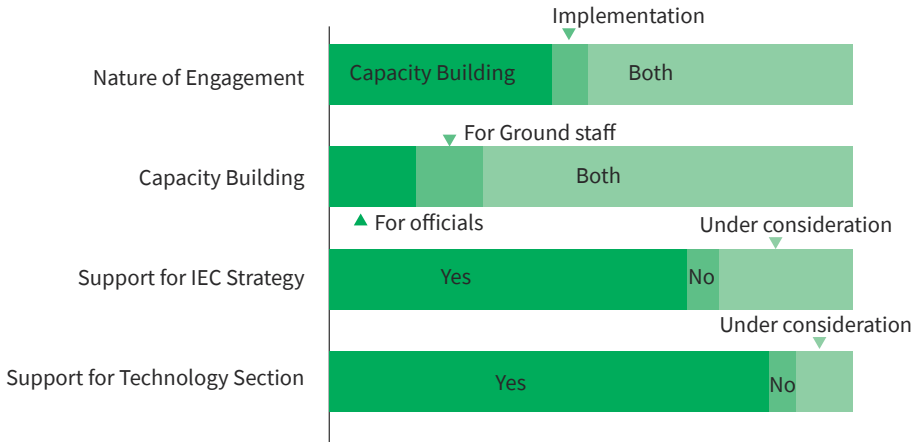 Implementation
Nature of Engagement
Capacity Building
Both
For Ground staff
Capacity Building
Both
For officials
Under consideration
Support for IEC Strategy
Yes
No
Under consideration
Support for Technology Section
Yes
No